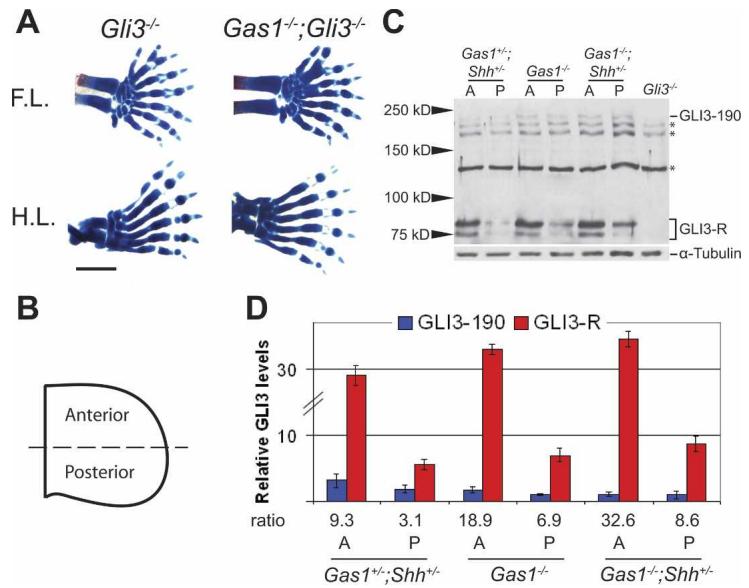 A
Gli3-/-
Gas1-/-;Gli3-/-
F.L.
H.L.
B
Anterior
Posterior
C
Gas1+/-; Shh+/-
Gas1-/-
Gas1-/-; Shh+/-
Gli3-/-
A P A P A P
250 kD
150 kD
100 kD
75 kD
GLI3-190
*
*
*
GLI3-R
α-Tubulin
D
GLI3-190 GLI3-R
Relative GLI3 levels
30
10
ratio 9.3 3.1 18.9 6.9 32.6 8.6
A P A P A P
Gas1+/-;Shh+/- Gas1-/- Gas1-/-;Shh+/-